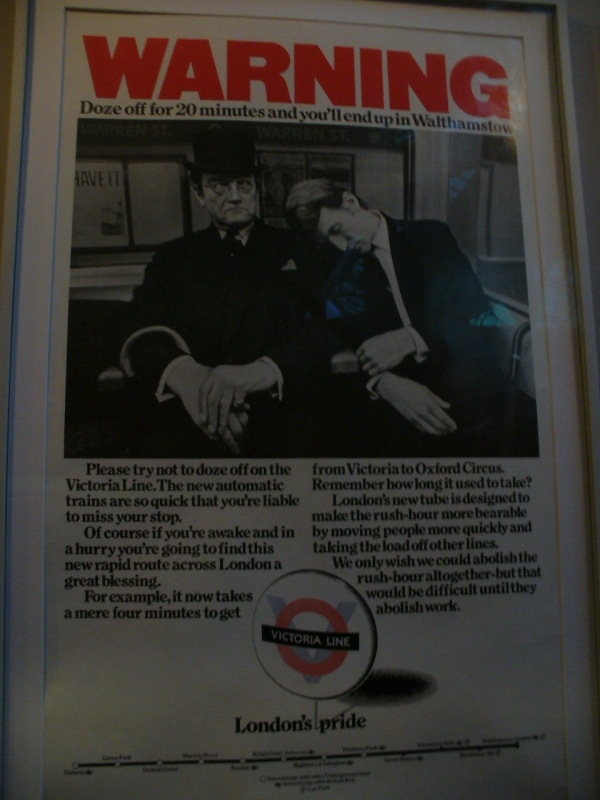 WARNING
Doze off for 20 minutes and you'll end up in Walthamstow
WARREN ST. WARREN ST.
HAVE IT
Please try not to doze off on the
Victoria Line. The new automatic
trains are so quick that you're liable
to miss your stop.
Of course if you're awake and in
a hurry you're going to find this
new rapid route across London a
great blessing.
For example, it now takes
a mere four minutes to get
from Victoria to Oxford Circus.
Remember how long it used to take?
London's new tube is designed to
make the rush-hour more bearable
by moving people more quickly and
taking the load off other lines.
We only wish we could abolish the
rush-hour altogether-but that
would be difficult until they
abolish work.
VICTORIA LINE
London's pride
Green Park
Oxford Circus
Warren Street
Euston
Finsbury Park
Seven Sisters